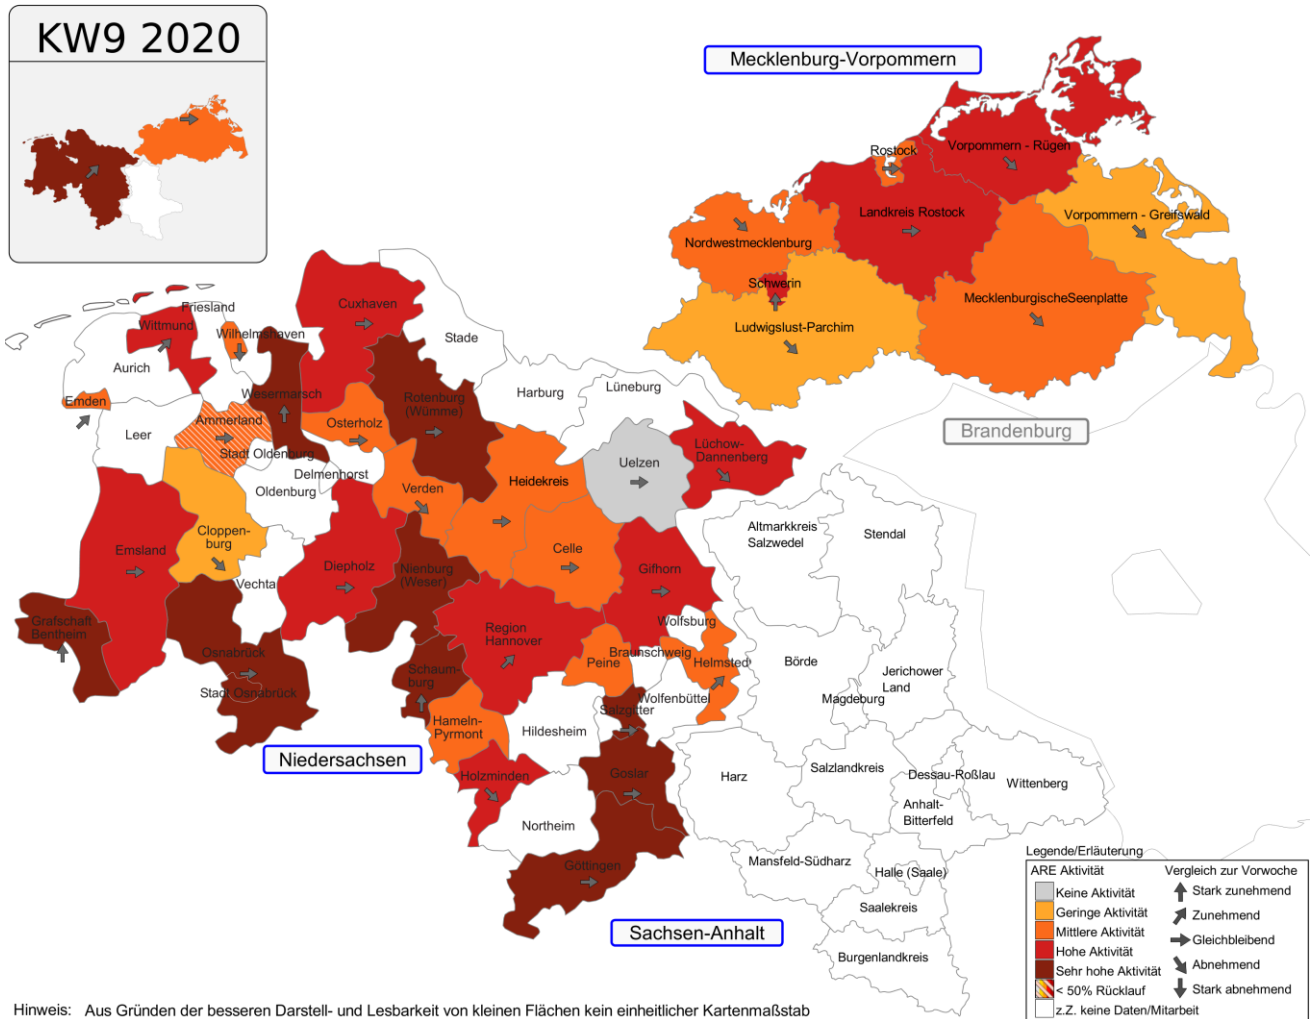 KW9 2020
Mecklenburg-Vorpommern
Rostock
Vorpommern - Rügen
Landkreis Rostock
Vorpommern - Greifswald
Nordwestmecklenburg
Schwerin
MecklenburgischeSeenplatte
Ludwigslust-Parchim
Brandenburg
Cuxhaven
Friesland
Wittmund
Wilhelmshaven
Stade
Aurich
Harburg
Lüneburg
Emden
Wesermarsch
Rotenburg
(Wümme)
Ammerland
Osterholz
Leer
Stadt Oldenburg
Lüchow-
Dannenberg
Uelzen
Delmenhorst
Oldenburg
Verden
Heidekreis
Cloppen-
burg
Altmarkkreis
Salzwedel
Stendal
Emsland
Celle
Diepholz
Nienburg
(Weser)
Gifhorn
Vechta
Grafschaft
Bentheim
Region
Hannover
Wolfsburg
Osnabrück
Braunschweig
Peine
Helmsted
Börde
Schaum-
burg
Jerichower
Land
Stadt Osnabrück
Wolfenbüttel
Magdeburg
Salzgitter
Hameln-
Pyrmont
Hildesheim
Niedersachsen
Holzminden
Goslar
Harz
Salzlandkreis
Dessau-Roßlau
Wittenberg
Anhalt-
Bitterfeld
Northeim
Göttingen
Mansfeld-Südharz
Halle (Saale)
Saalekreis
Sachsen-Anhalt
Burgenlandkreis
Legende/Erläuterung
ARE Aktivität
Keine Aktivität
Geringe Aktivität
Mittlere Aktivität
Hohe Aktivität
Sehr hohe Aktivität
< 50% Rücklauf
z.Z. keine Daten/Mitarbeit
Vergleich zur Vorwoche
Stark zunehmend
Zunehmend
Gleichbleibend
Abnehmend
Stark abnehmend
Hinweis: Aus Gründen der besseren Darstell- und Lesbarkeit von kleinen Flächen kein einheitlicher Kartenmaßstab